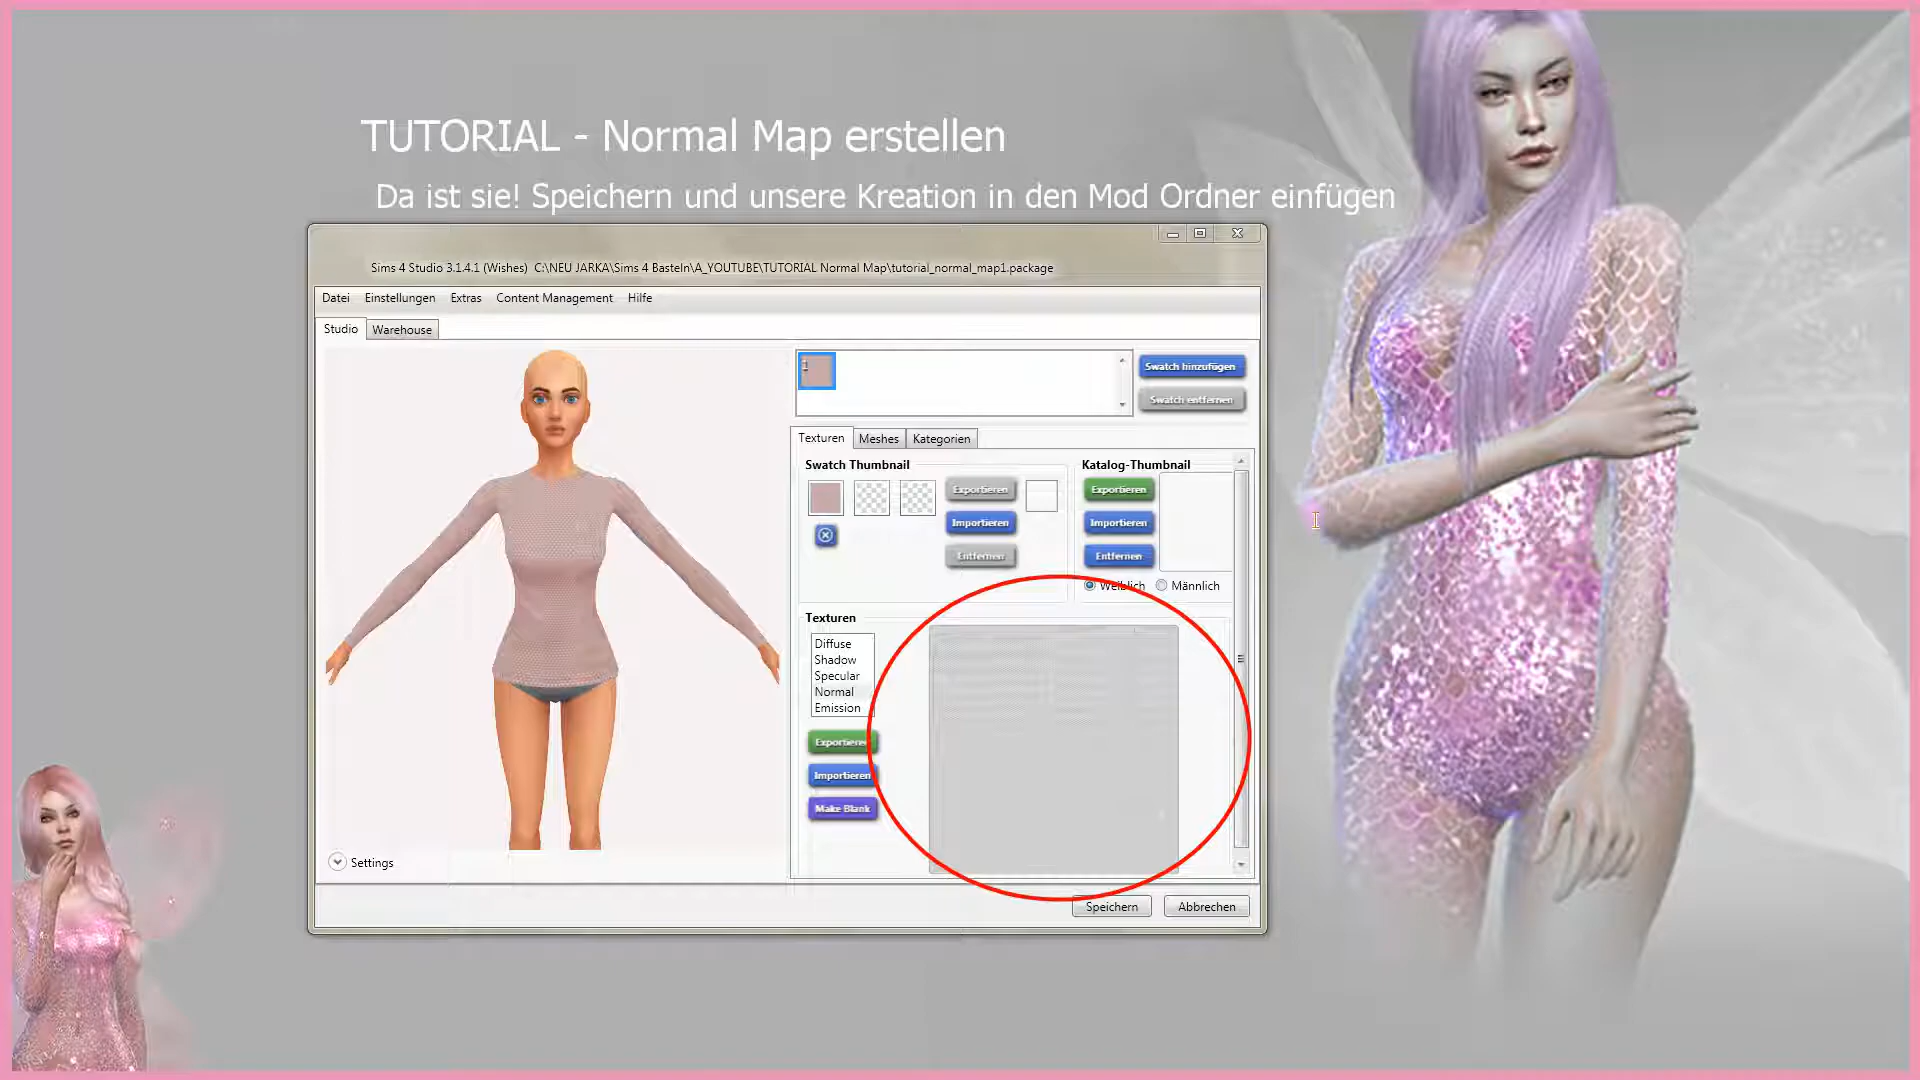 TUTORIAL - Normal Map erstellen
Da ist sie! Speichern und unsere Kreation in den Mod Ordner einfügen
Sims 4 Studio 3.1.4.1 (Wishes) C:\NEU JARKA\Sims 4 Basteln\A_YOUTUBE\TUTORIAL Normal Map\tutorial_normal_map1.package
Datei Einstellungen Extras Content Management Hilfe
Studio Warehouse
1
Swatch hinzufügen
Swatch entfernen
Texturen Meshes Kategorien
Swatch Thumbnail
Exportieren
Importieren
Entfernen
Katalog-Thumbnail
Exportieren
Importieren
Entfernen
Weiblich Männlich
Texturen
Diffuse
Shadow
Specular
Normal
Emission
Exportieren
Importieren
Make Blank
Settings
Speichern Abbrechen